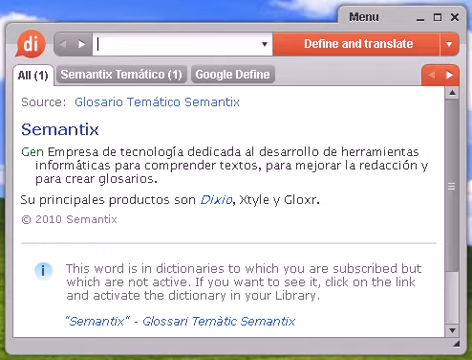 Menu
di
Define and translate
All (1) Semantix Temático (1) Google Define
Source: Glosario Temático Semantix
Semantix
Gen Empresa de tecnología dedicada al desarrollo de herramientas
informáticas para comprender textos, para mejorar la redacción y
para crear glosarios.
Su principales producten son Dixio, Xtyle y Gloxr.
© 2010 Semantix
This word is in dictionaries to which you are subscribed but
which are not active. If you want to see it, click on the link
and activate the dictionary in your Library.
"Semantix" - Glossari Temàtic Semantix